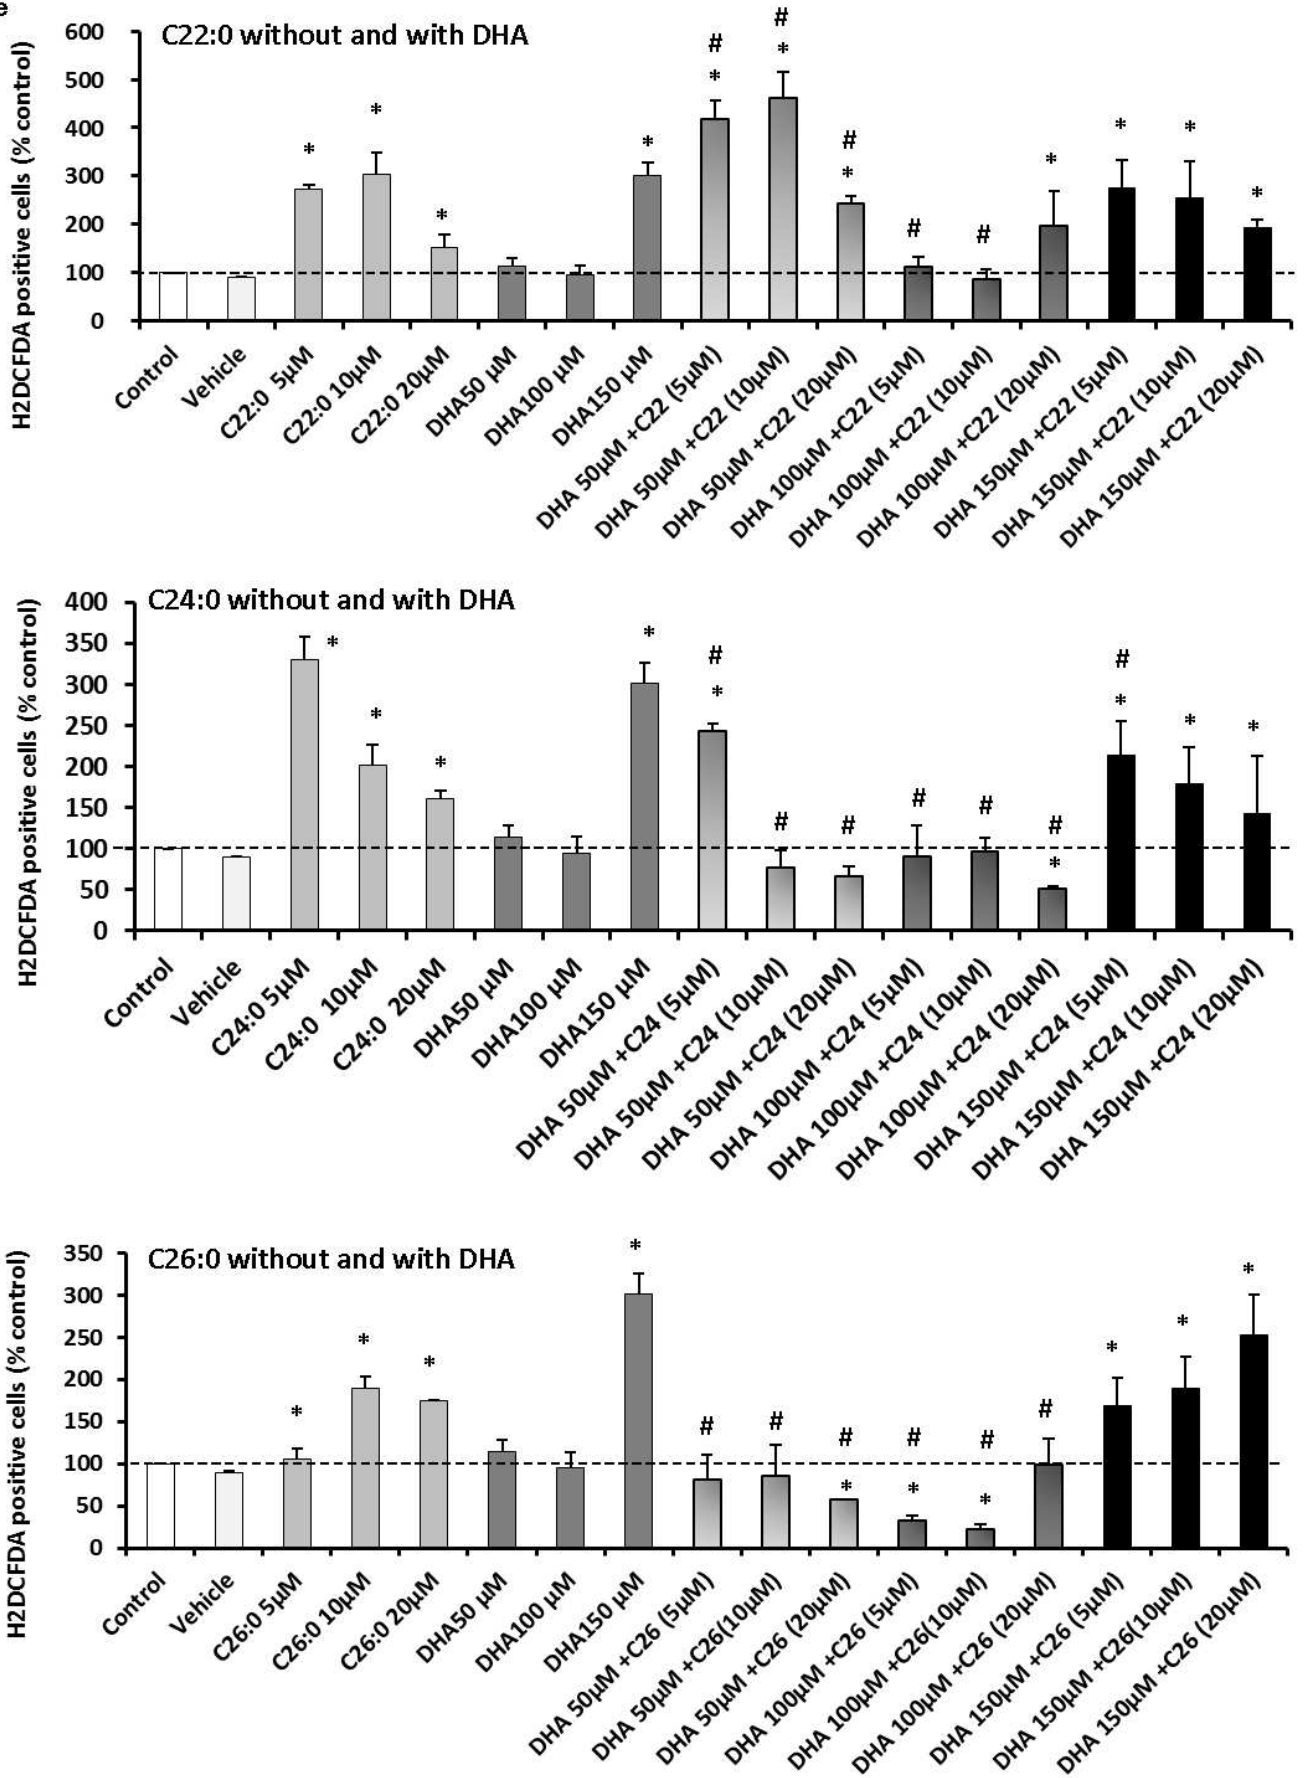 e
C22:0 without and with DHA
H2DCFDA positive cells (% control)
600
500
400
300
200
100
0
* * * * # * # * # * # # * * * *
Control
Vehicle
C22:0 5µM
C22:0 10µM
C22:0 20µM
DHA50 µM
DHA100 µM
DHA150 µM
DHA 50µM +C22 (5µM)
DHA 50µM +C22 (10µM)
DHA 50µM +C22 (20µM)
DHA 100µM +C22 (5µM)
DHA 100µM +C22 (10µM)
DHA 100µM +C22 (20µM)
DHA 150µM +C22 (5µM)
DHA 150µM +C22 (10µM)
DHA 150µM +C22 (20µM)
C24:0 without and with DHA
H2DCFDA positive cells (% control)
400
350
300
250
200
150
100
50
0
* * * * # * # # # # # * # * * *
Control
Vehicle
C24:0 5µM
C24:0 10µM
C24:0 20µM
DHA50 µM
DHA100 µM
DHA150 µM
DHA 50µM +C24 (5µM)
DHA 50µM +C24 (10µM)
DHA 50µM +C24 (20µM)
DHA 100µM +C24 (5µM)
DHA 100µM +C24 (10µM)
DHA 100µM +C24 (20µM)
DHA 150µM +C24 (5µM)
DHA 150µM +C24 (10µM)
DHA 150µM +C24 (20µM)
C26:0 without and with DHA
H2DCFDA positive cells (% control)
350
300
250
200
150
100
50
0
* * * * # # # * # * # * # * * *
Control
Vehicle
C26:0 5µM
C26:0 10µM
C26:0 20µM
DHA50 µM
DHA100 µM
DHA150 µM
DHA 50µM +C26 (5µM)
DHA 50µM +C26(10µM)
DHA 50µM +C26 (20µM)
DHA 100µM +C26 (5µM)
DHA 100µM +C26(10µM)
DHA 100µM +C26 (20µM)
DHA 150µM +C26 (5µM)
DHA 150µM +C26(10µM)
DHA 150µM +C26 (20µM)